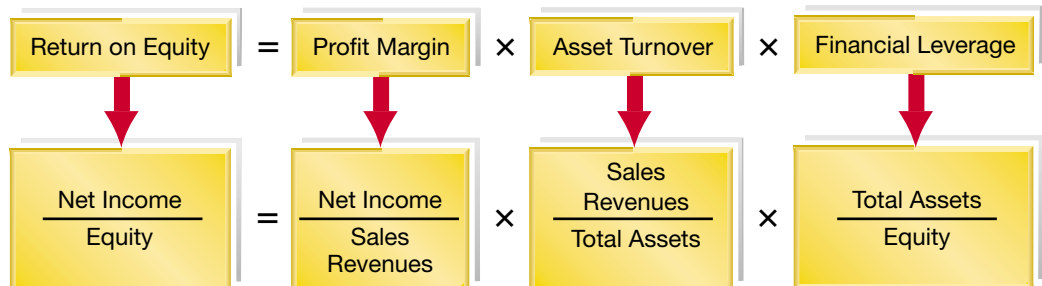 Return on Equity = Profit Margin × Asset Turnover × Financial Leverage
Net Income
Equity
=
Net Income
Sales
Revenues
×
Sales
Revenues
Total Assets
×
Total Assets
Equity